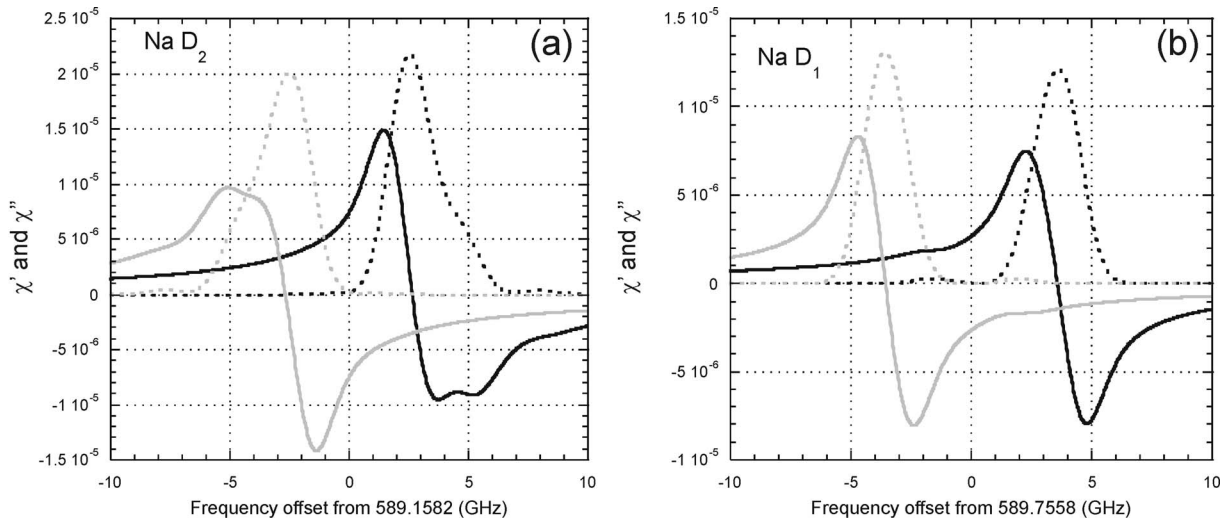 Na D₂
(a)
χ' and χ"
2.5 10⁻⁵
2 10⁻⁵
1.5 10⁻⁵
1 10⁻⁵
5 10⁻⁶
0
-5 10⁻⁶
-1 10⁻⁵
-1.5 10⁻⁵
-10 -5 0 5 10
Frequency offset from 589.1582 (GHz)
Na D₁
(b)
χ' and χ"
1.5 10⁻⁵
1 10⁻⁵
5 10⁻⁶
0
-5 10⁻⁶
-1 10⁻⁵
-10 -5 0 5 10
Frequency offset from 589.7558 (GHz)